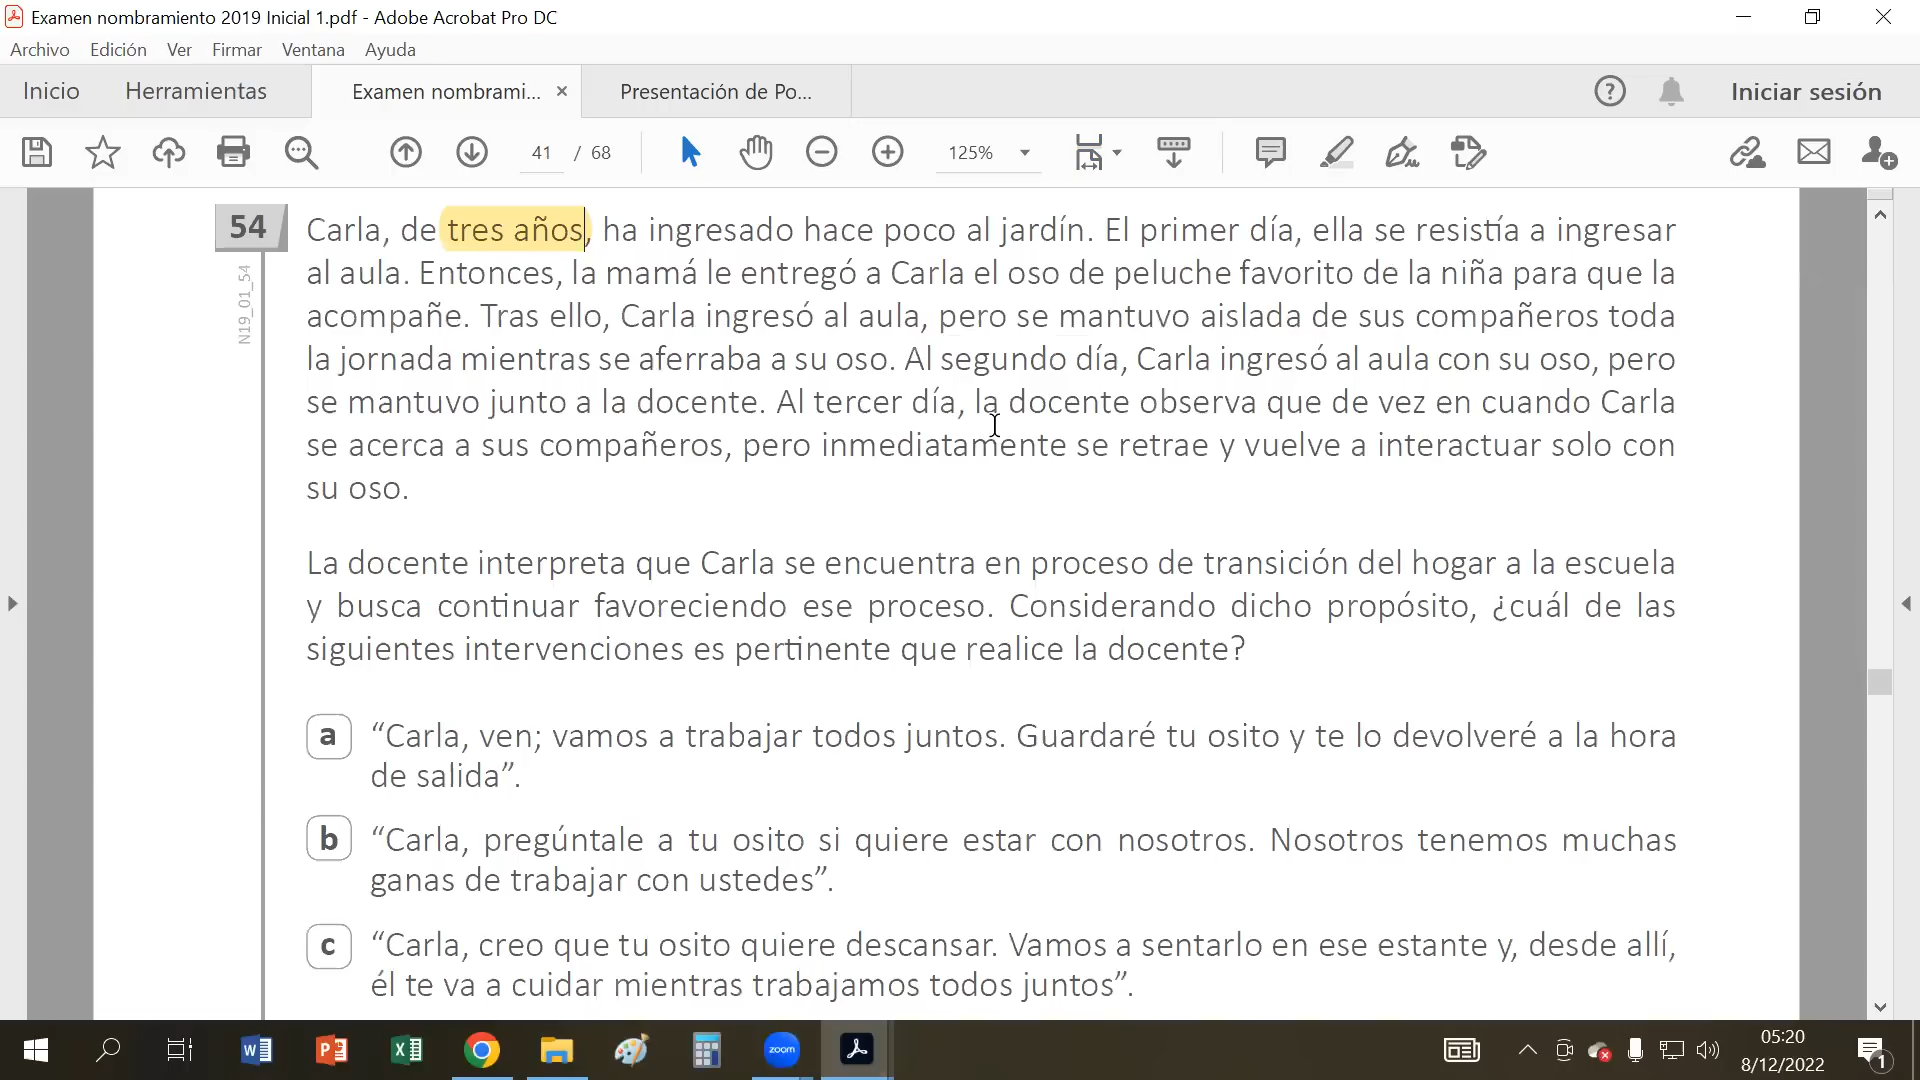 Examen nombramiento 2019 Inicial 1.pdf - Adobe Acrobat Pro DC
Archivo Edición Ver Firmar Ventana Ayuda
Inicio Herramientas Examen nombrami... × Presentación de Po... ? Iniciar sesión
41 / 68 125%
54 Carla, de tres años, ha ingresado hace poco al jardín. El primer día, ella se resistía a ingresar
al aula. Entonces, la mamá le entregó a Carla el oso de peluche favorito de la niña para que la
acompañe. Tras ello, Carla ingresó al aula, pero se mantuvo aislada de sus compañeros toda
la jornada mientras se aferraba a su oso. Al segundo día, Carla ingresó al aula con su oso, pero
se mantuvo junto a la docente. Al tercer día, la docente observa que de vez en cuando Carla
se acerca a sus compañeros, pero inmediatamente se retrae y vuelve a interactuar solo con
su oso.
N19_01_54
La docente interpreta que Carla se encuentra en proceso de transición del hogar a la escuela
y busca continuar favoreciendo ese proceso. Considerando dicho propósito, ¿cuál de las
siguientes intervenciones es pertinente que realice la docente?
a “Carla, ven; vamos a trabajar todos juntos. Guardaré tu osito y te lo devolveré a la hora
de salida”.
b “Carla, pregúntale a tu osito si quiere estar con nosotros. Nosotros tenemos muchas
ganas de trabajar con ustedes”.
c “Carla, creo que tu osito quiere descansar. Vamos a sentarlo en ese estante y, desde allí,
él te va a cuidar mientras trabajamos todos juntos”.
zoom
05:20
8/12/2022
1